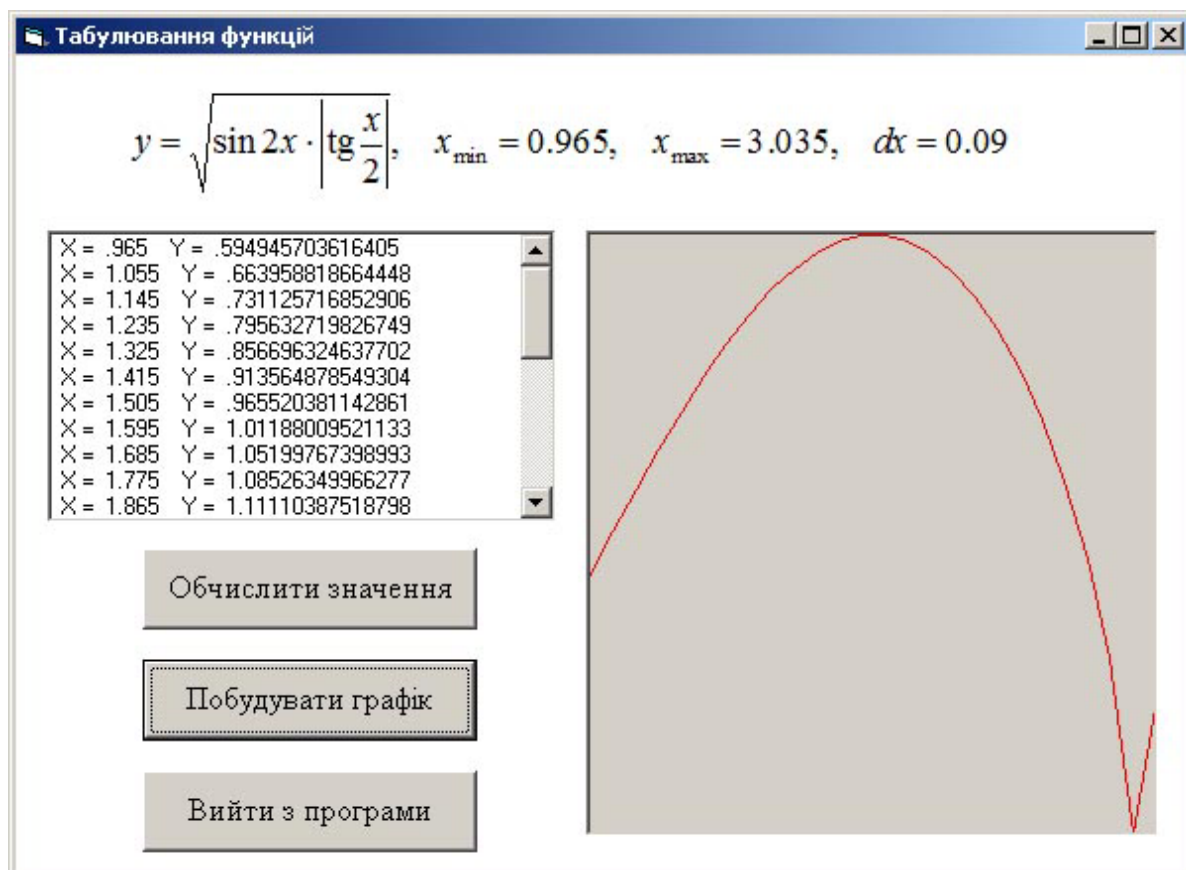 Табулювання функцій
y = √(sin 2x · |tg x/2|), x_min = 0.965, x_max = 3.035, dx = 0.09
X = .965 Y = .594945703616405
X = 1.055 Y = .663958818664448
X = 1.145 Y = .731125716852906
X = 1.235 Y = .795632719826749
X = 1.325 Y = .856696324637702
X = 1.415 Y = .913564878549304
X = 1.505 Y = .965520381142861
X = 1.595 Y = 1.01188009521133
X = 1.685 Y = 1.05199767398993
X = 1.775 Y = 1.08526349966277
X = 1.865 Y = 1.11110387518798
Обчислити значення
Побудувати графік
Вийти з програми